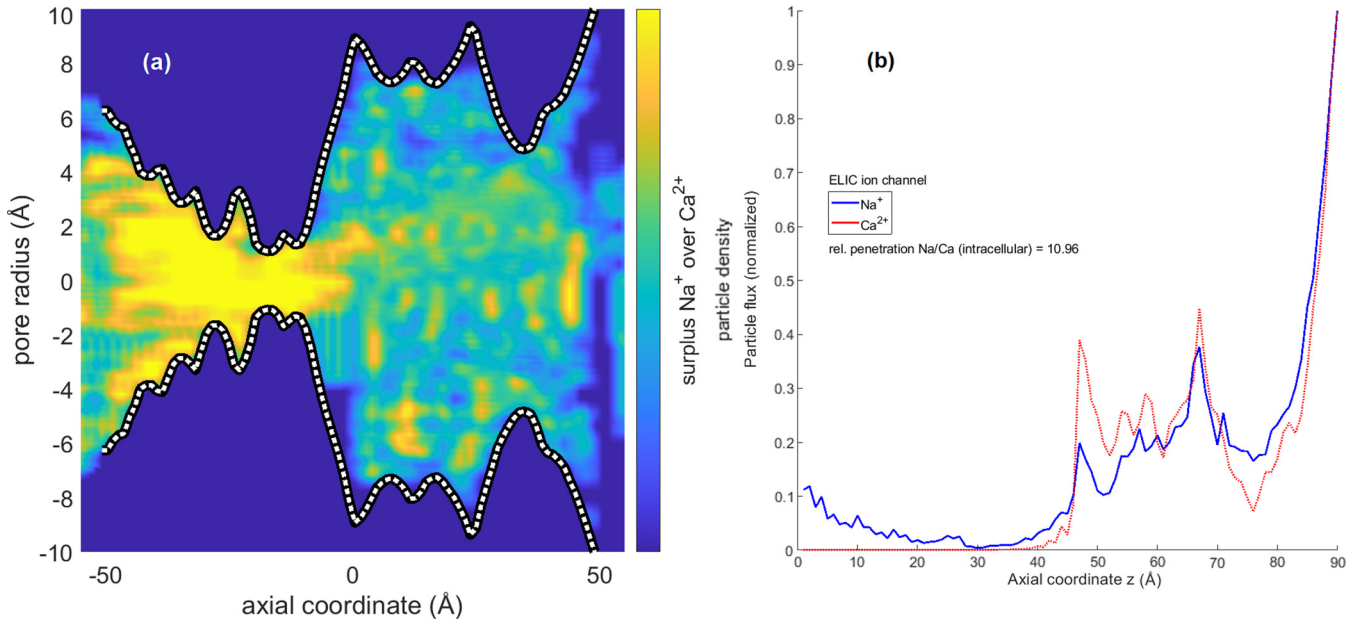 (a)
10
8
6
4
2
0
-2
-4
-6
-8
-10
pore radius (Å)
-50
0
50
axial coordinate (Å)
surplus Na⁺ over Ca²⁺
(b)
1
0.9
0.8
0.7
0.6
0.5
0.4
0.3
0.2
0.1
0
particle density
Particle flux (normalized)
ELIC ion channel
Na⁺
Ca²⁺
rel. penetration Na/Ca (intracellular) = 10.96
0
10
20
30
40
50
60
70
80
90
Axial coordinate z (Å)